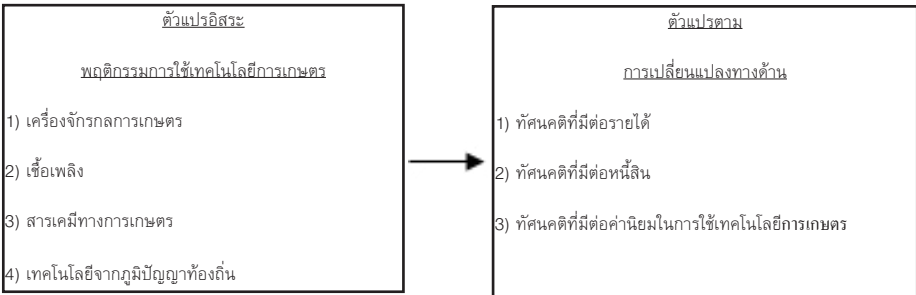 ตัวแปรอิสระ
พฤติกรรมการใช้เทคโนโลยีการเกษตร
1) เครื่องจักรกลการเกษตร
2) เชื้อเพลิง
3) สารเคมีทางการเกษตร
4) เทคโนโลยีจากภูมิปัญญาท้องถิ่น
ตัวแปรตาม
การเปลี่ยนแปลงทางด้าน
1) ทัศนคติที่มีต่อรายได้
2) ทัศนคติที่มีต่อหนี้สิน
3) ทัศนคติที่มีต่อค่านิยมในการใช้เทคโนโลยีการเกษตร